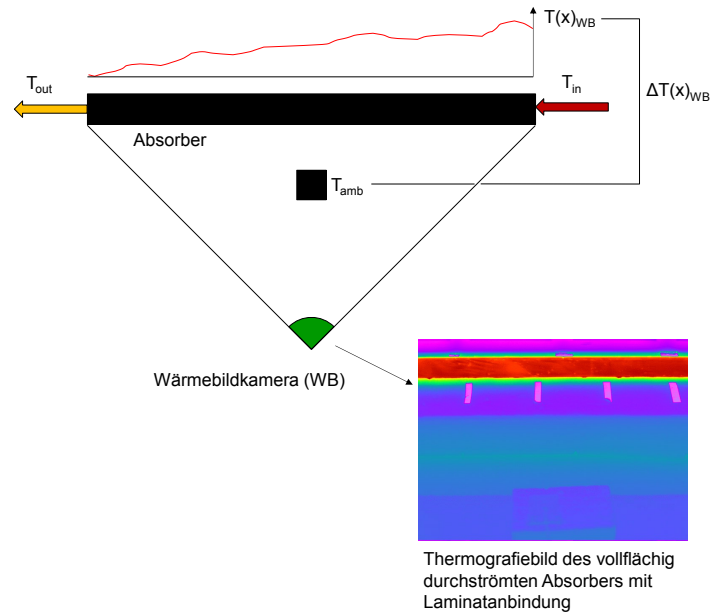 T(x)WB
Tout
Tin
ΔT(x)WB
Absorber
Tamb
Wärmebildkamera (WB)
Thermografiebild des vollflächig
durchströmten Absorbers mit
Laminatanbindung